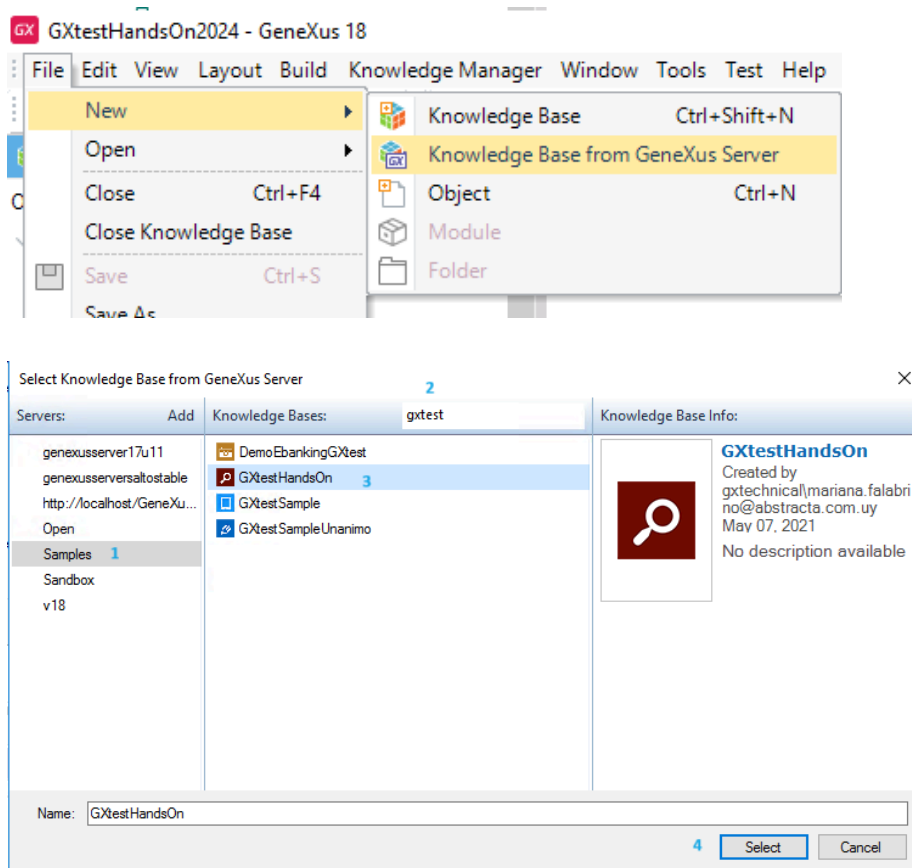 GX GXtestHandsOn2024 - GeneXus 18
File Edit View Layout Build Knowledge Manager Window Tools Test Help
New
Knowledge Base Ctrl+Shift+N
Open
GX Knowledge Base from GeneXus Server
Close Ctrl+F4
Object Ctrl+N
Close Knowledge Base
Module
Save Ctrl+S
Folder
Save As
Select Knowledge Base from GeneXus Server
2
Servers: Add Knowledge Bases: gxtest Knowledge Base Info:
genexusserver17u11
DemoEbankingGXtest
GXtestHandsOn
genexusserversaltostable
GXtestHandsOn 3
Created by
gxtechnical\mariana.falabri
no@abstracta.com.uy
May 07, 2021
No description available
http://localhost/GeneXu...
GXtestSample
Open
GXtestSampleUnanimo
Samples 1
Sandbox
v18
Name: GXtestHandsOn
4 Select Cancel